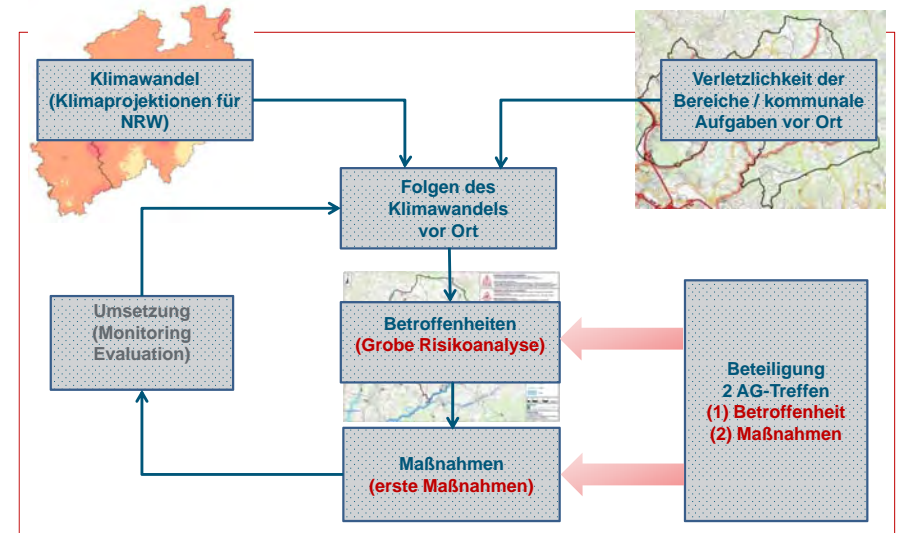 Klimawandel
(Klimaprojektionen für
NRW)
Verletzlichkeit der
Bereiche / kommunale
Aufgaben vor Ort
Folgen des
Klimawandels
vor Ort
Umsetzung
(Monitoring
Evaluation)
Betroffenheiten
(Grobe Risikoanalyse)
Beteiligung
2 AG-Treffen
(1) Betroffenheit
(2) Maßnahmen
Maßnahmen
(erste Maßnahmen)